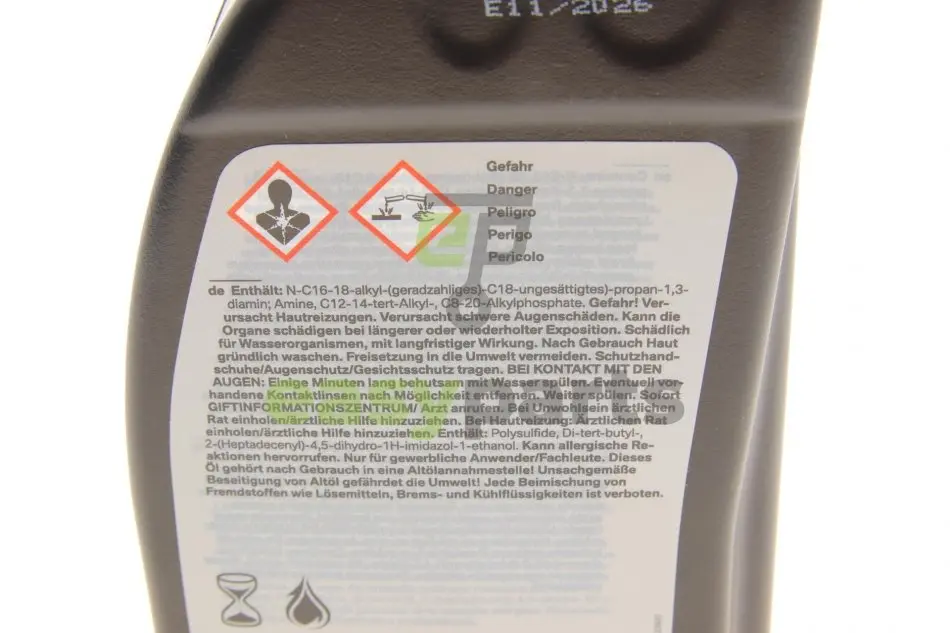 E11/2026
Gefahr
Danger
Peligro
Perigo
Pericolo
de Enthält: N-C16-18-alkyl-(geradzahliges)-C18-ungesättigtes)-propan-1,3-
diamin; Amine, C12-14-tert-Alkyl-, C8-20-Alkylphosphate. Gefahr! Ver-
ursacht Hautreizungen. Verursacht schwere Augenschäden. Kann die
Organe schädigen bei längerer oder wiederholter Exposition. Schädlich
für Wasserorganismen, mit langfristiger Wirkung. Nach Gebrauch Haut
gründlich waschen. Freisetzung in die Umwelt vermeiden. Schutzhand-
schuhe/Augenschutz/Gesichtsschutz tragen. BEI KONTAKT MIT DEN
AUGEN: Einige Minuten lang behutsam mit Wasser spülen. Eventuell vor-
handene Kontaktlinsen nach Möglichkeit entfernen. Weiter spülen. Sofort
GIFTINFORMATIONSZENTRUM/ Arzt anrufen. Bei Unwohlsein ärztlichen
Rat einholen/ärztliche Hilfe hinzuziehen. Bei Hautreizung: Ärztlichen Rat
einholen/ärztliche Hilfe hinzuziehen. Enthält: Polysulfide, Di-tert-butyl-,
2-(Heptadecenyl)-4,5-dihydro-1H-imidazol-1-ethanol. Kann allergische Re-
aktionen hervorrufen. Nur für gewerbliche Anwender/Fachleute. Dieses
Öl gehört nach Gebrauch in eine Altölannahmestelle! Unsachgemäße
Beseitigung von Altöl gefährdet die Umwelt! Jede Beimischung von
Fremdstoffen wie Lösemitteln, Brems- und Kühlflüssigkeiten ist verboten.